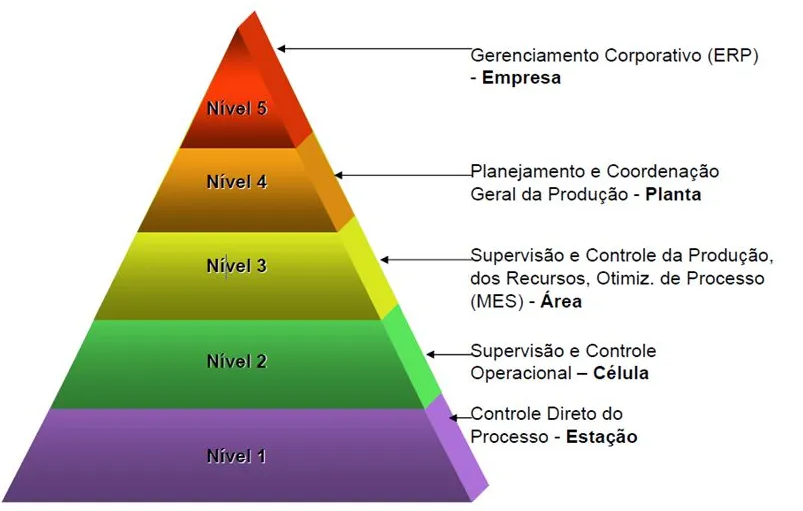 Nível 5
Gerenciamento Corporativo (ERP)
- Empresa
Nível 4
Planejamento e Coordenação
Geral da Produção - Planta
Nível 3
Supervisão e Controle da Produção,
dos Recursos, Otimiz. de Processo
(MES) - Área
Nível 2
Supervisão e Controle
Operacional – Célula
Nível 1
Controle Direto do
Processo - Estação